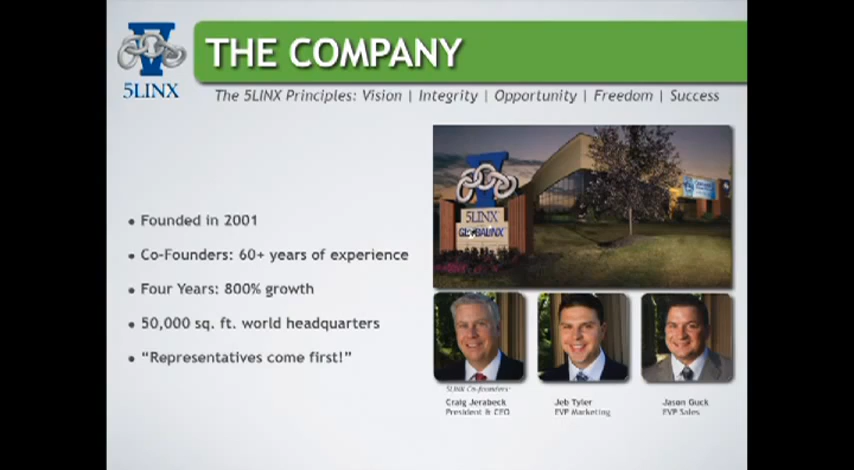 THE COMPANY
5LINX
The 5LINX Principles: Vision | Integrity | Opportunity | Freedom | Success
• Founded in 2001
• Co-Founders: 60+ years of experience
• Four Years: 800% growth
• 50,000 sq. ft. world headquarters
• “Representatives come first!”
5LINX
GLOBALINX
5LINX Co-founders:
Craig Jerabeck
President & CEO
Jeb Tyler
EVP Marketing
Jason Guck
EVP Sales